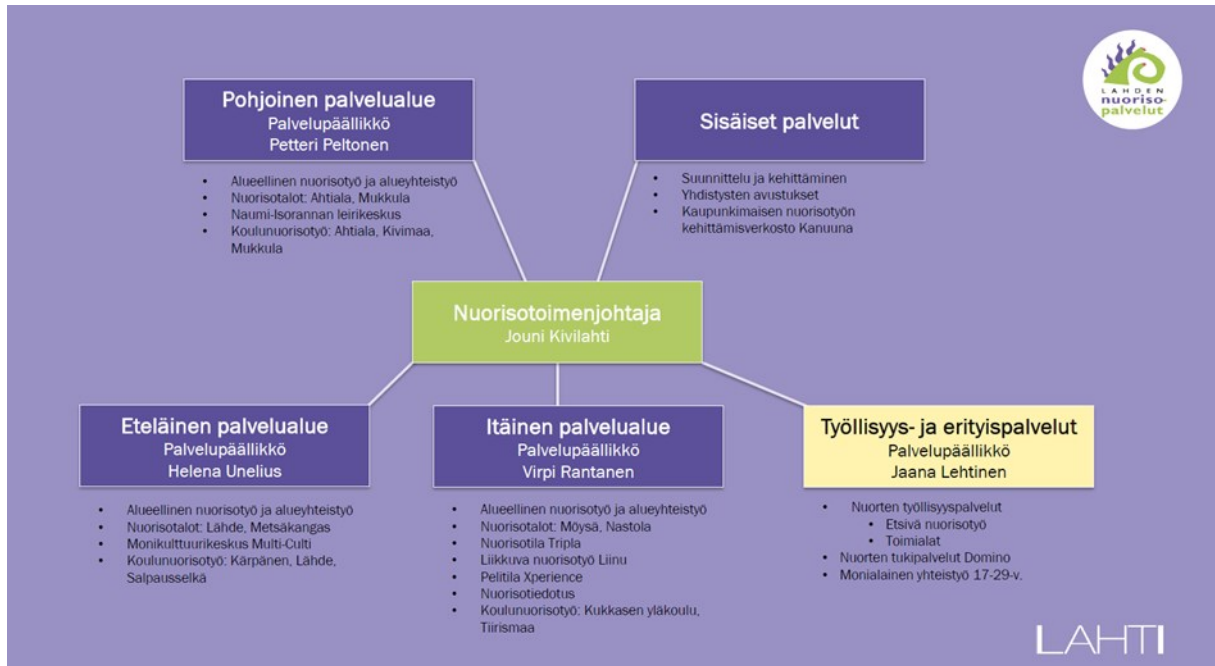 Pohjoinen palvelualue
Palvelupäällikkö
Petteri Peltonen
• Alueellinen nuorisotyö ja alueyhteistyö
• Nuorisotalot: Ahtiala, Mukkula
• Naumi-Isorannan leirikeskus
• Koulunuorisotyö: Ahtiala, Kivimaa,
Mukkula
Sisäiset palvelut
• Suunnittelu ja kehittäminen
• Yhdistysten avustukset
• Kaupunkimaisen nuorisotyön
kehittämisverkosto Kanuuna
LAHDEN
nuoriso-
palvelut
Nuorisotoimenjohtaja
Jouni Kivilahti
Eteläinen palvelualue
Palvelupäällikkö
Helena Unelius
• Alueellinen nuorisotyö ja alueyhteistyö
• Nuorisotalot: Lähde, Metsäkangas
• Monikulttuurikeskus Multi-Culti
• Koulunuorisotyö: Kärpänen, Lähde,
Salpausselkä
Itäinen palvelualue
Palvelupäällikkö
Virpi Rantanen
• Alueellinen nuorisotyö ja alueyhteistyö
• Nuorisotalot: Möysä, Nastola
• Nuorisotila Tripla
• Liikkuva nuorisotyö Liinu
• Pelitila Xperience
• Nuorisotiedotus
• Koulunuorisotyö: Kukkasen yläkoulu,
Tiirismaa
Työllisyys- ja erityispalvelut
Palvelupäällikkö
Jaana Lehtinen
• Nuorten työllisyyspalvelut
• Etsivä nuorisotyö
• Toimialat
• Nuorten tukipalvelut Domino
• Monialainen yhteistyö 17-29-v.
LAHTI